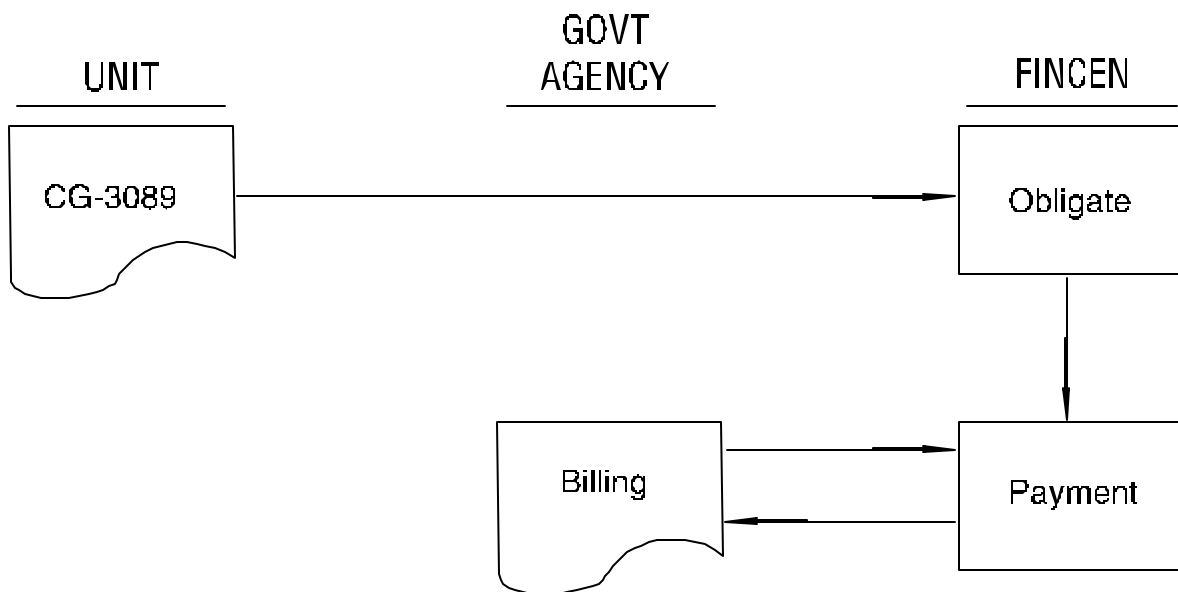 UNIT
GOVT
AGENCY
FINCEN
CG-3089
Obligate
Billing
Payment